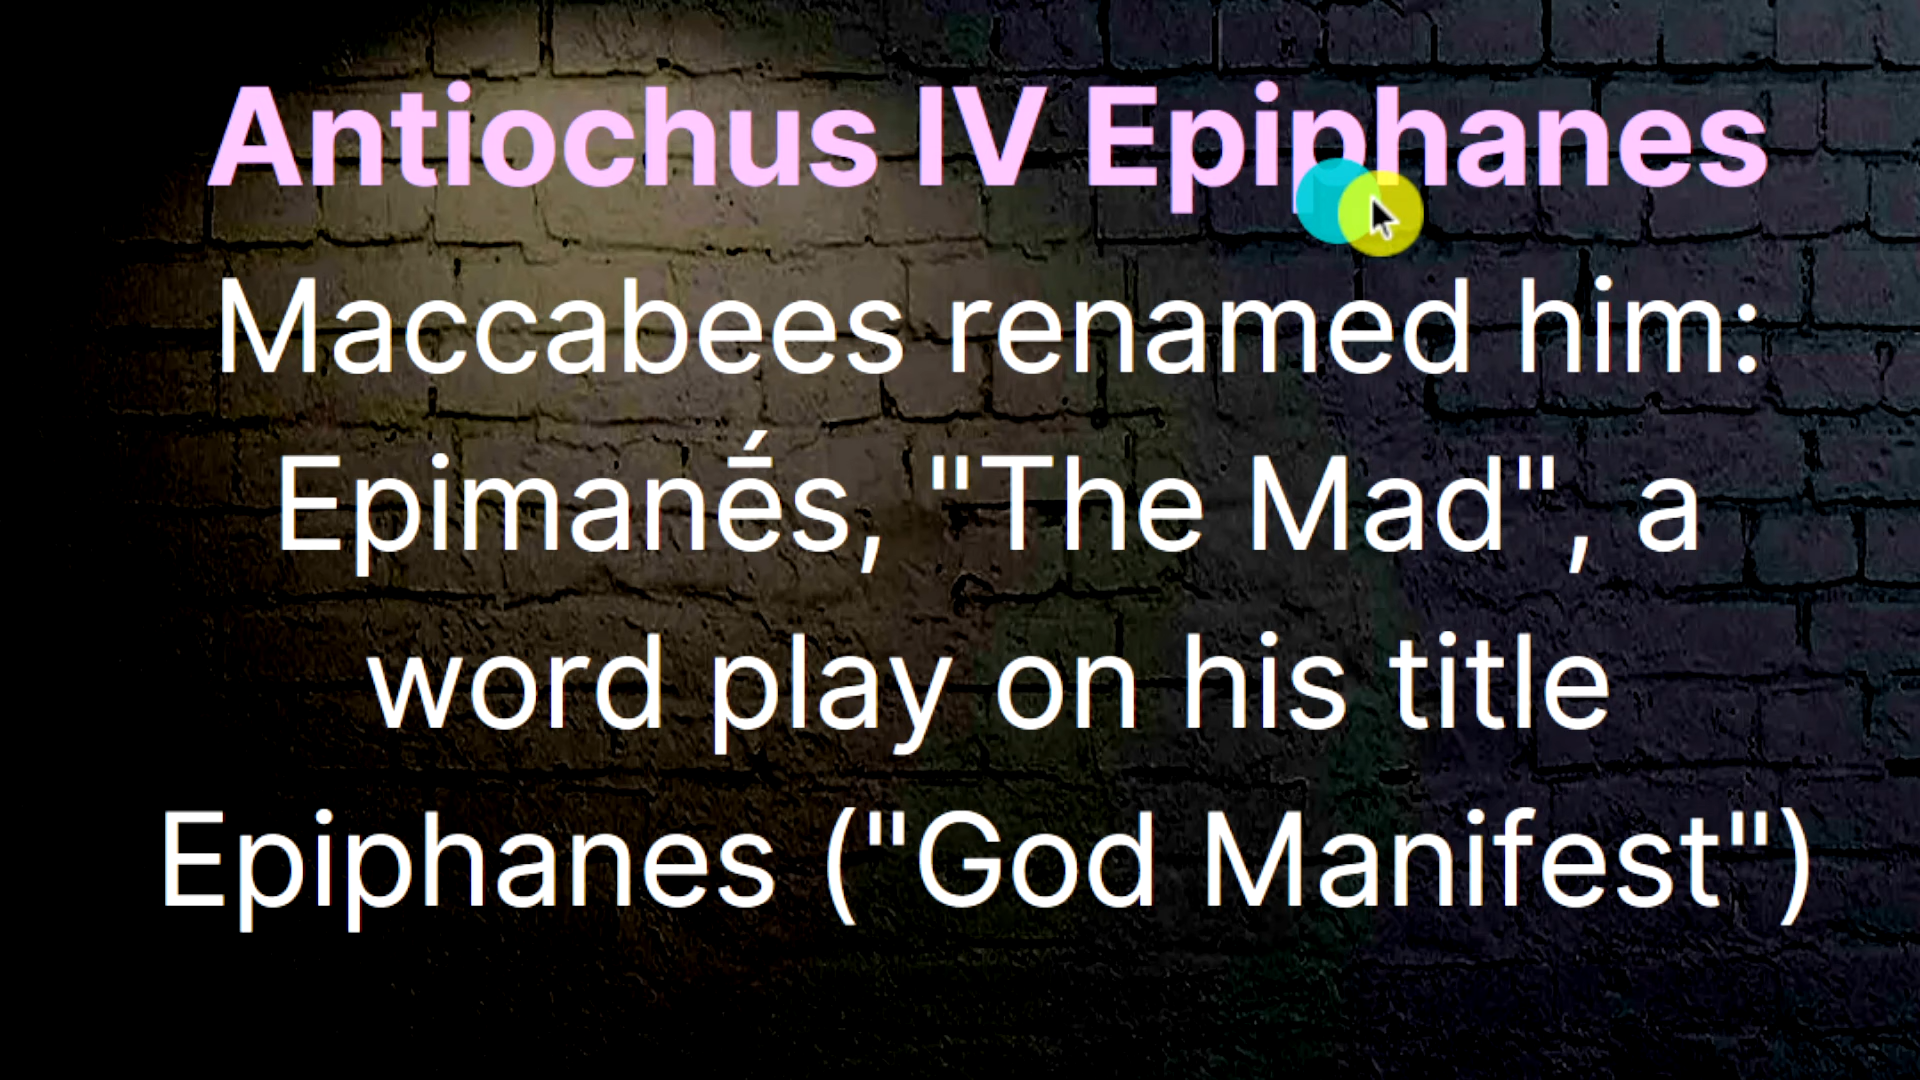 Antiochus IV Epiphanes
Maccabees renamed him:
Epimanḗs, "The Mad", a
word play on his title
Epiphanes ("God Manifest")